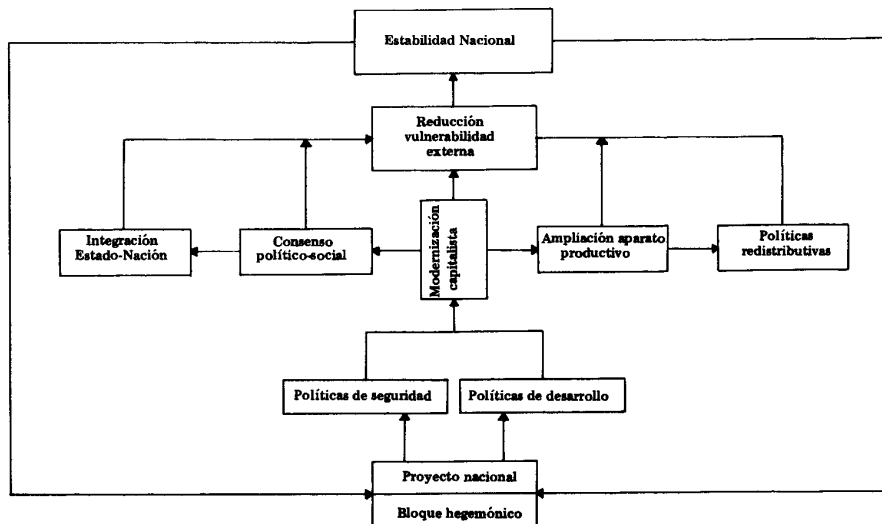 Estabilidad Nacional
Reducción
vulnerabilidad
externa
Integración
Estado-Nación
Consenso
político-social
Modernización
capitalista
Ampliación aparato
productivo
Políticas
redistributivas
Políticas de seguridad
Políticas de desarrollo
Proyecto nacional
Bloque hegemónico